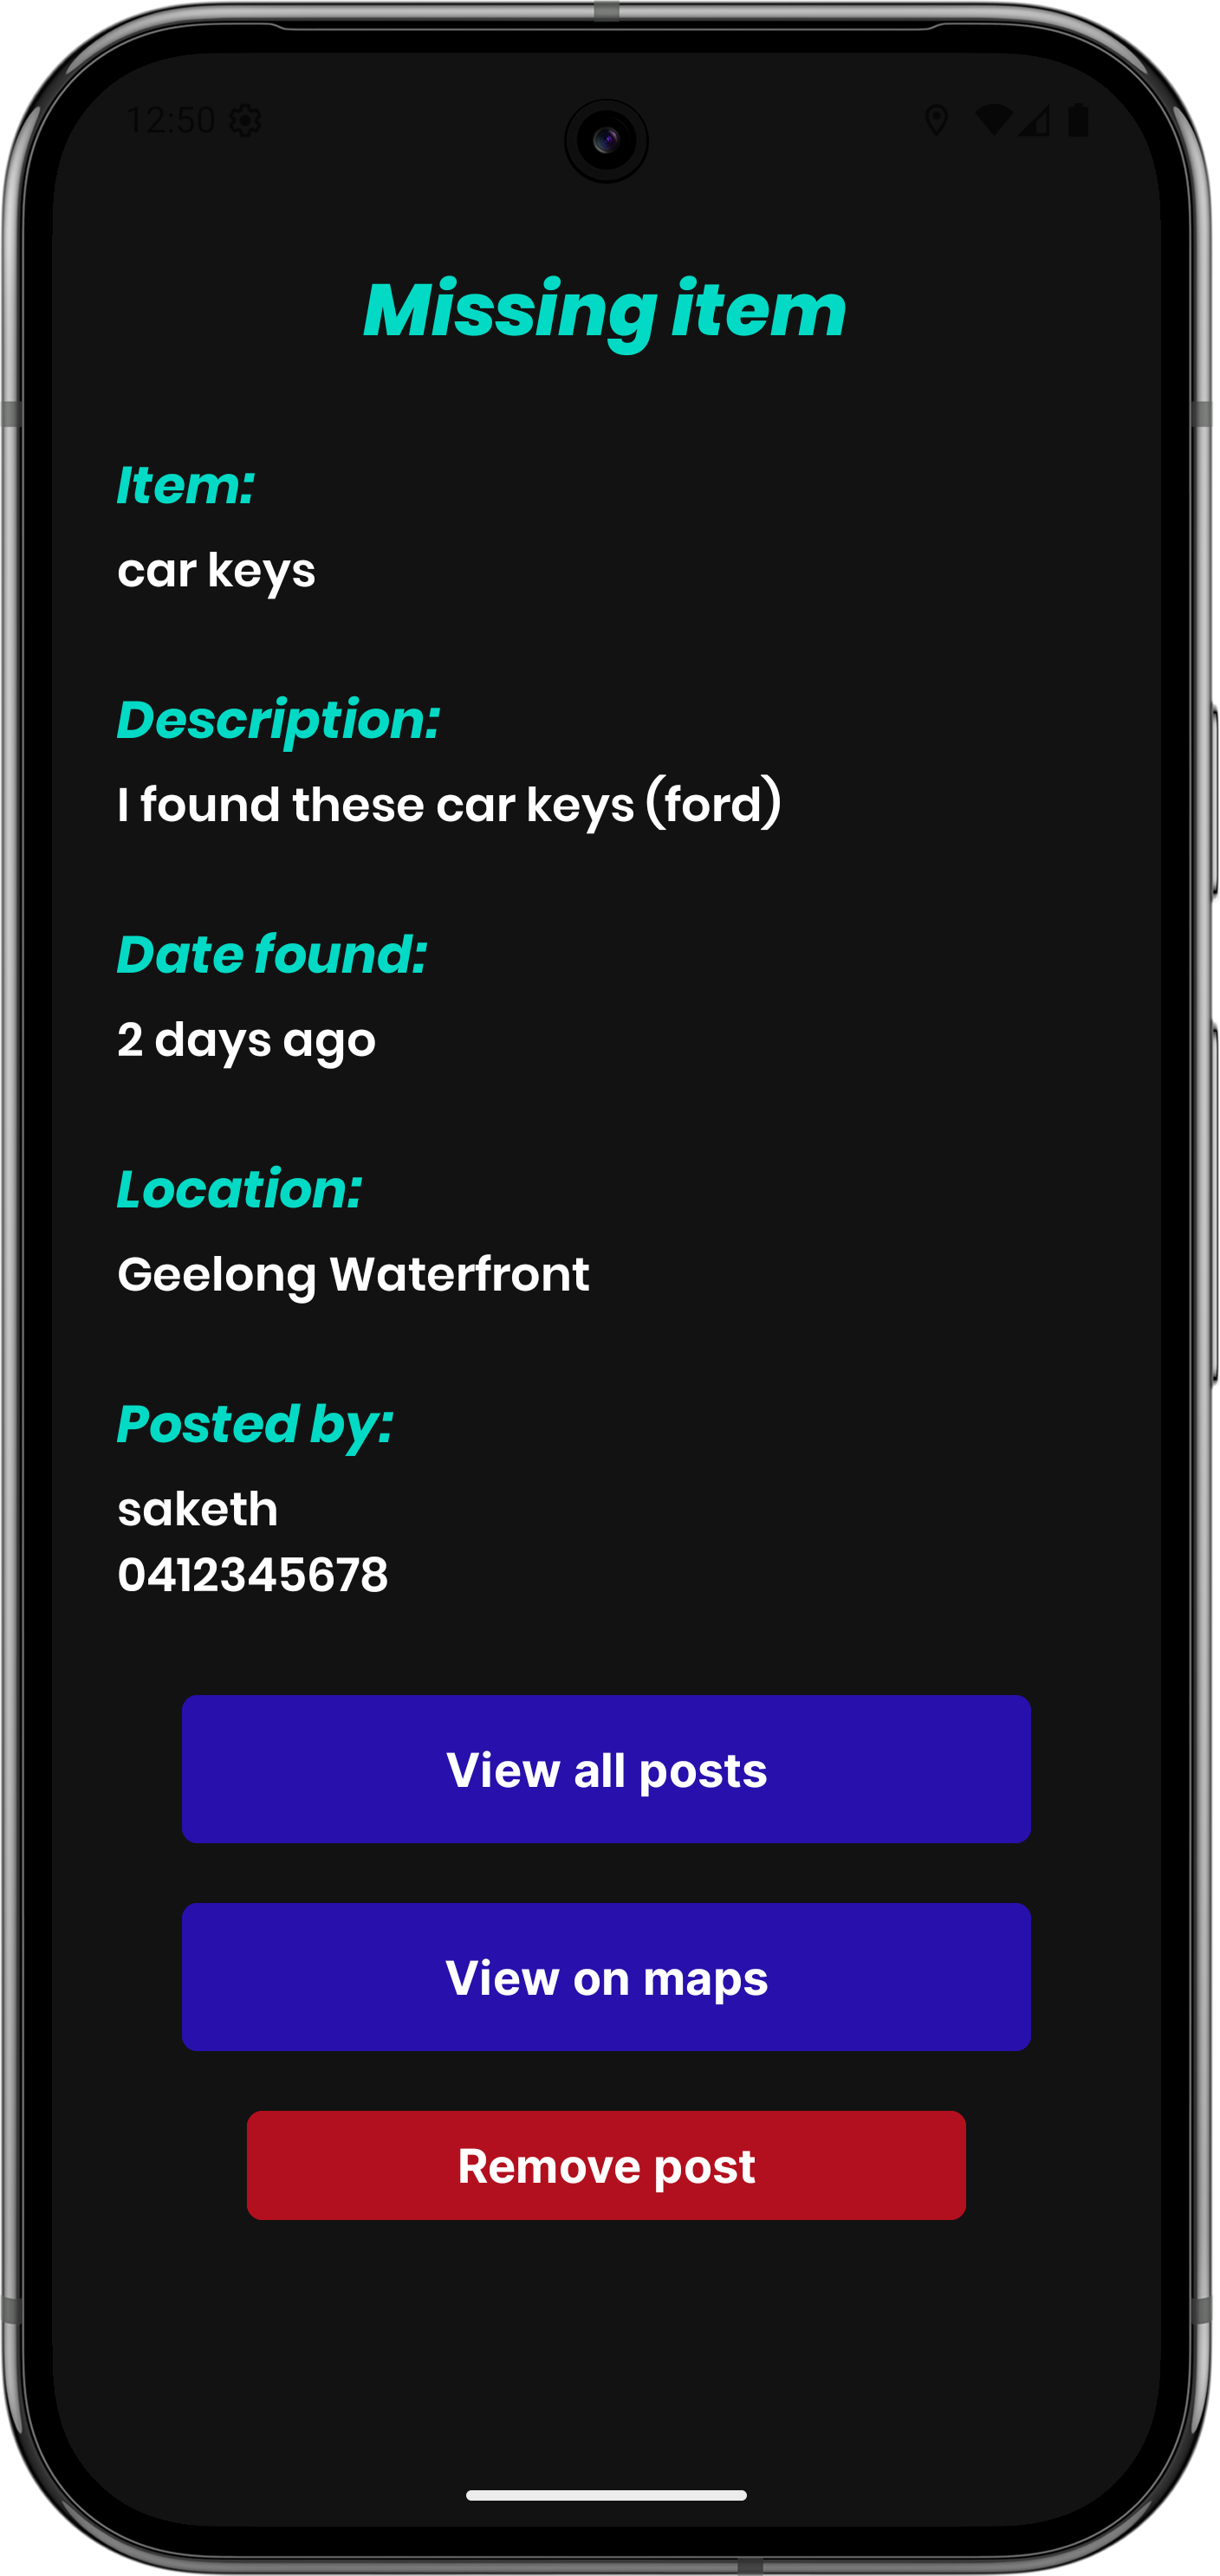 12:50
Missing item
Item:
car keys
Description:
I found these car keys (ford)
Date found:
2 days ago
Location:
Geelong Waterfront
Posted by:
saketh
0412345678
View all posts
View on maps
Remove post